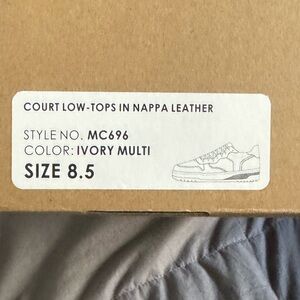 COURT LOW-TOPS IN NAPPA LEATHER
STYLE NO. MC696
COLOR: IVORY MULTI
SIZE 8.5